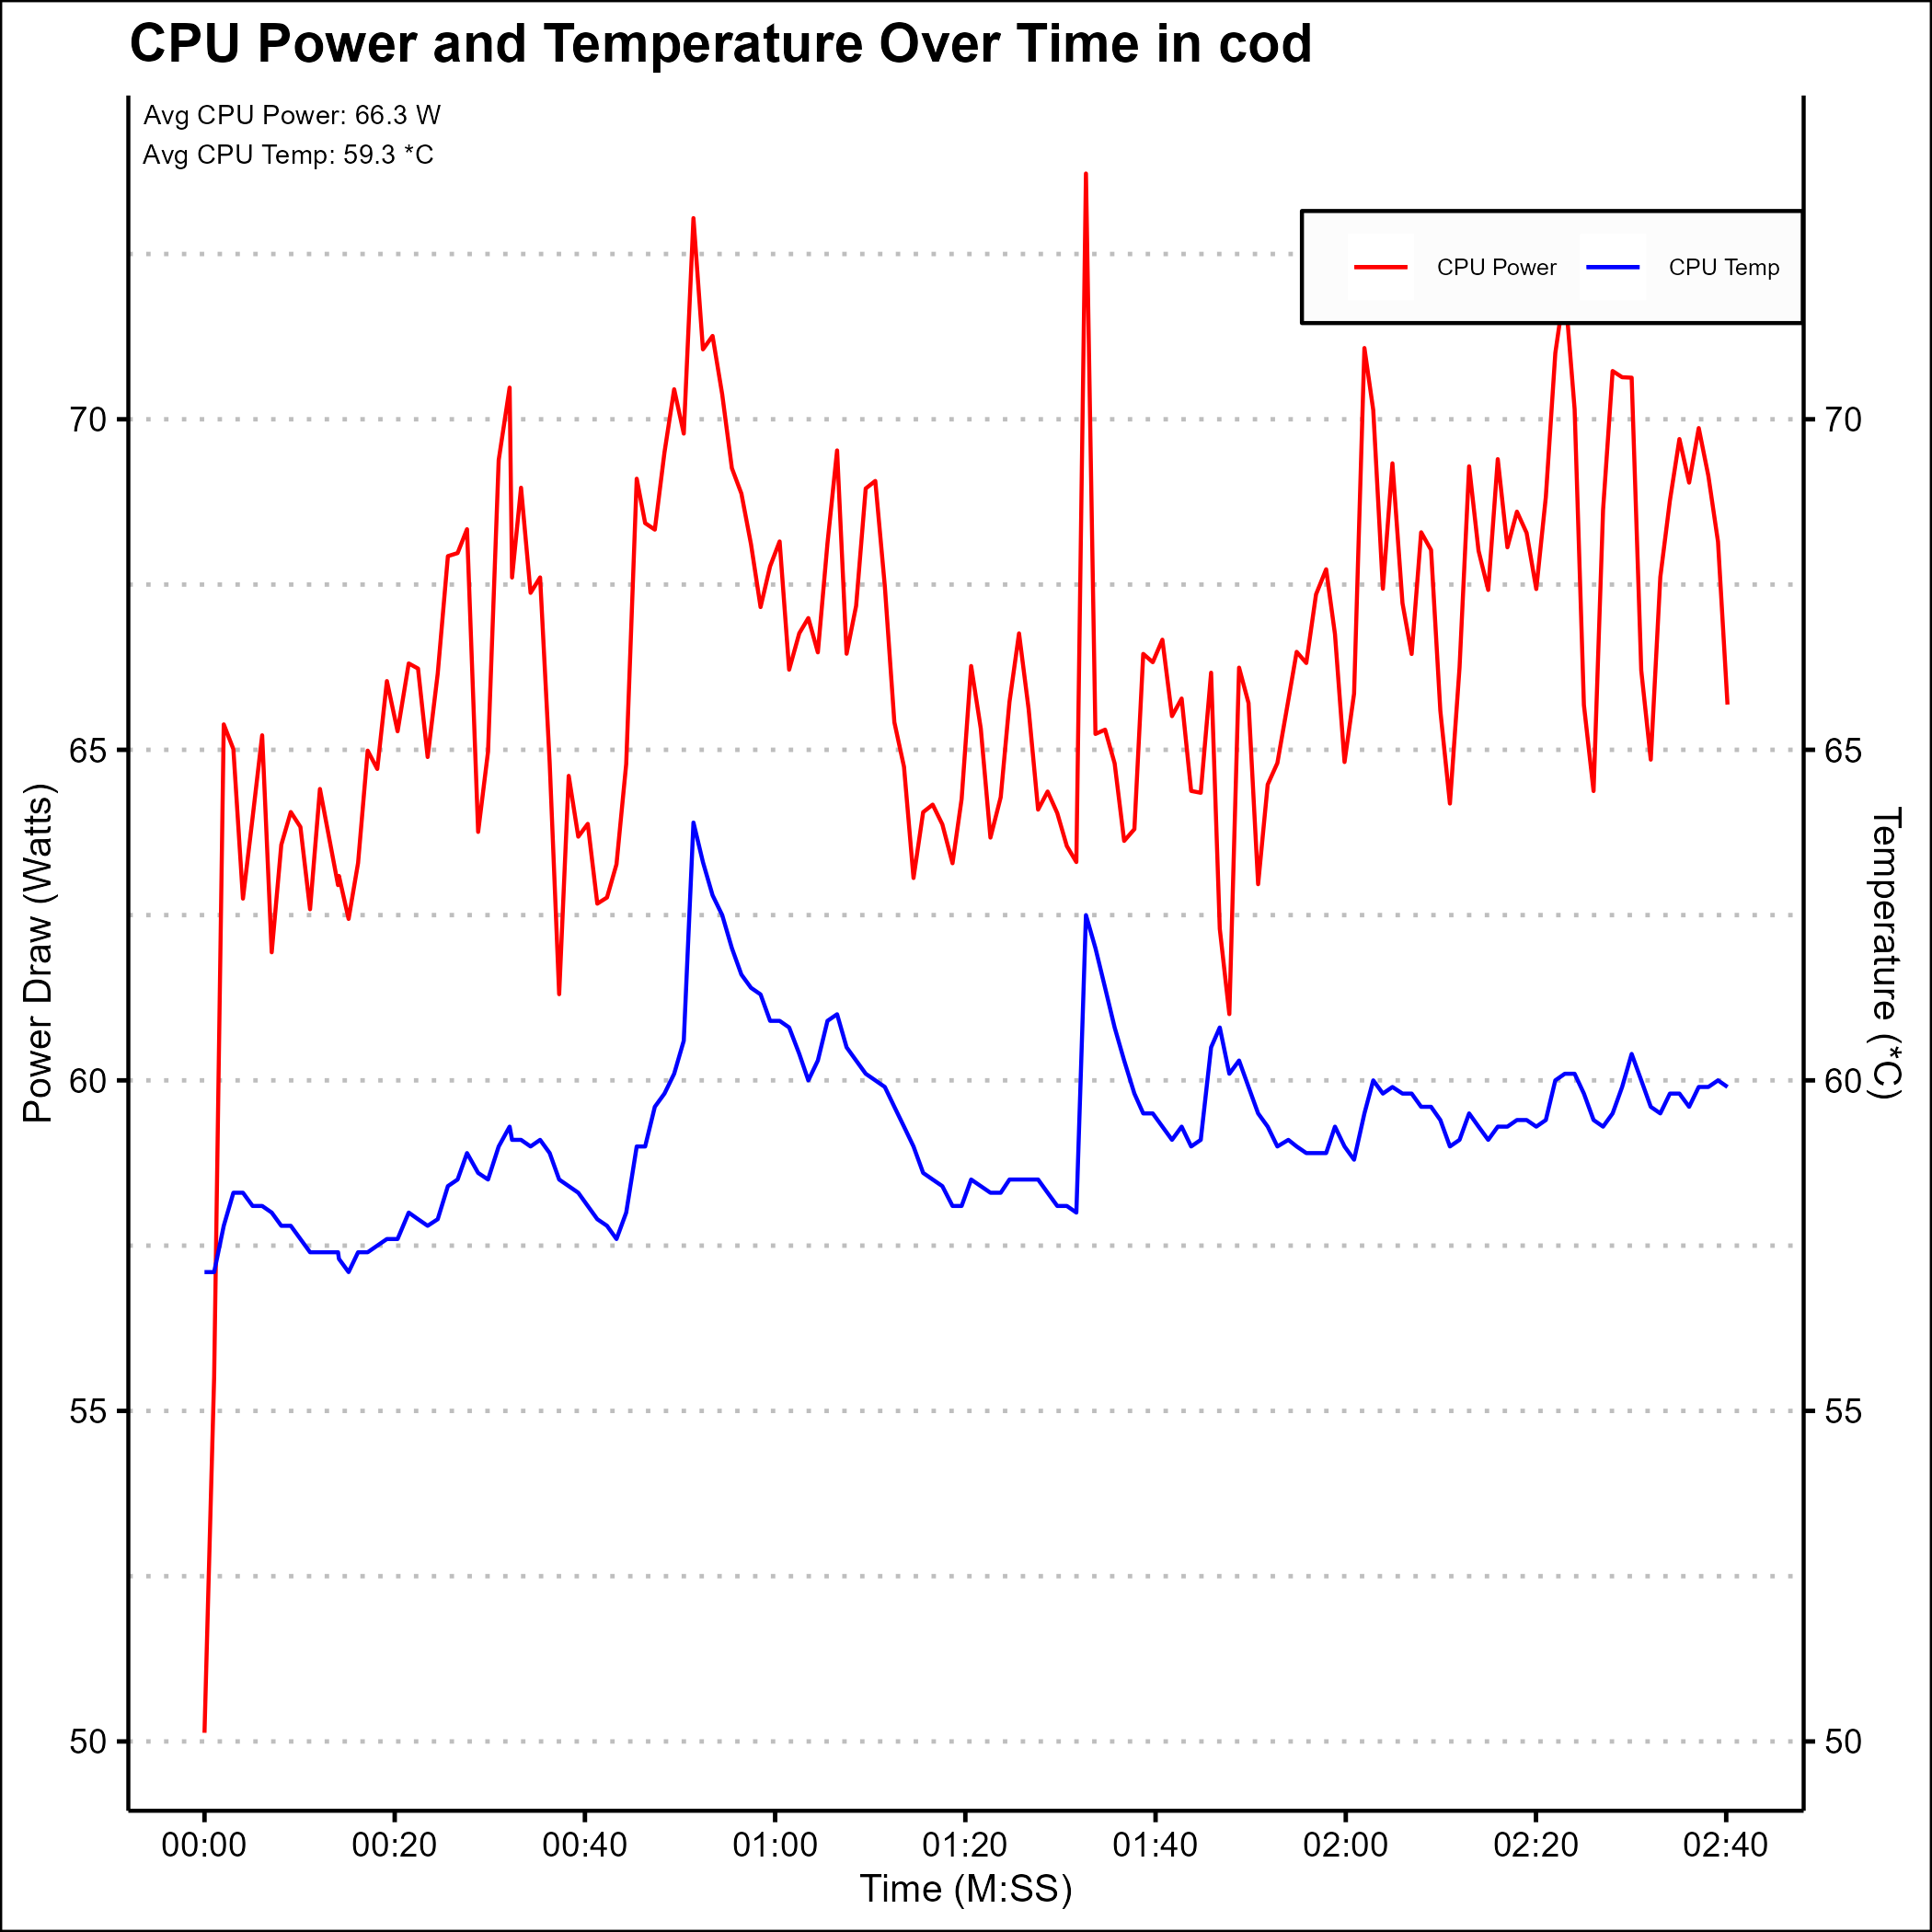 CPU Power and Temperature Over Time in cod
Avg CPU Power: 66.3 W
Avg CPU Temp: 59.3 *C
CPU Power
CPU Temp
70
65
60
55
50
Power Draw (Watts)
70
65
60
55
50
Temperature (*C)
00:00 00:20 00:40 01:00 01:20 01:40 02:00 02:20 02:40
Time (M:SS)